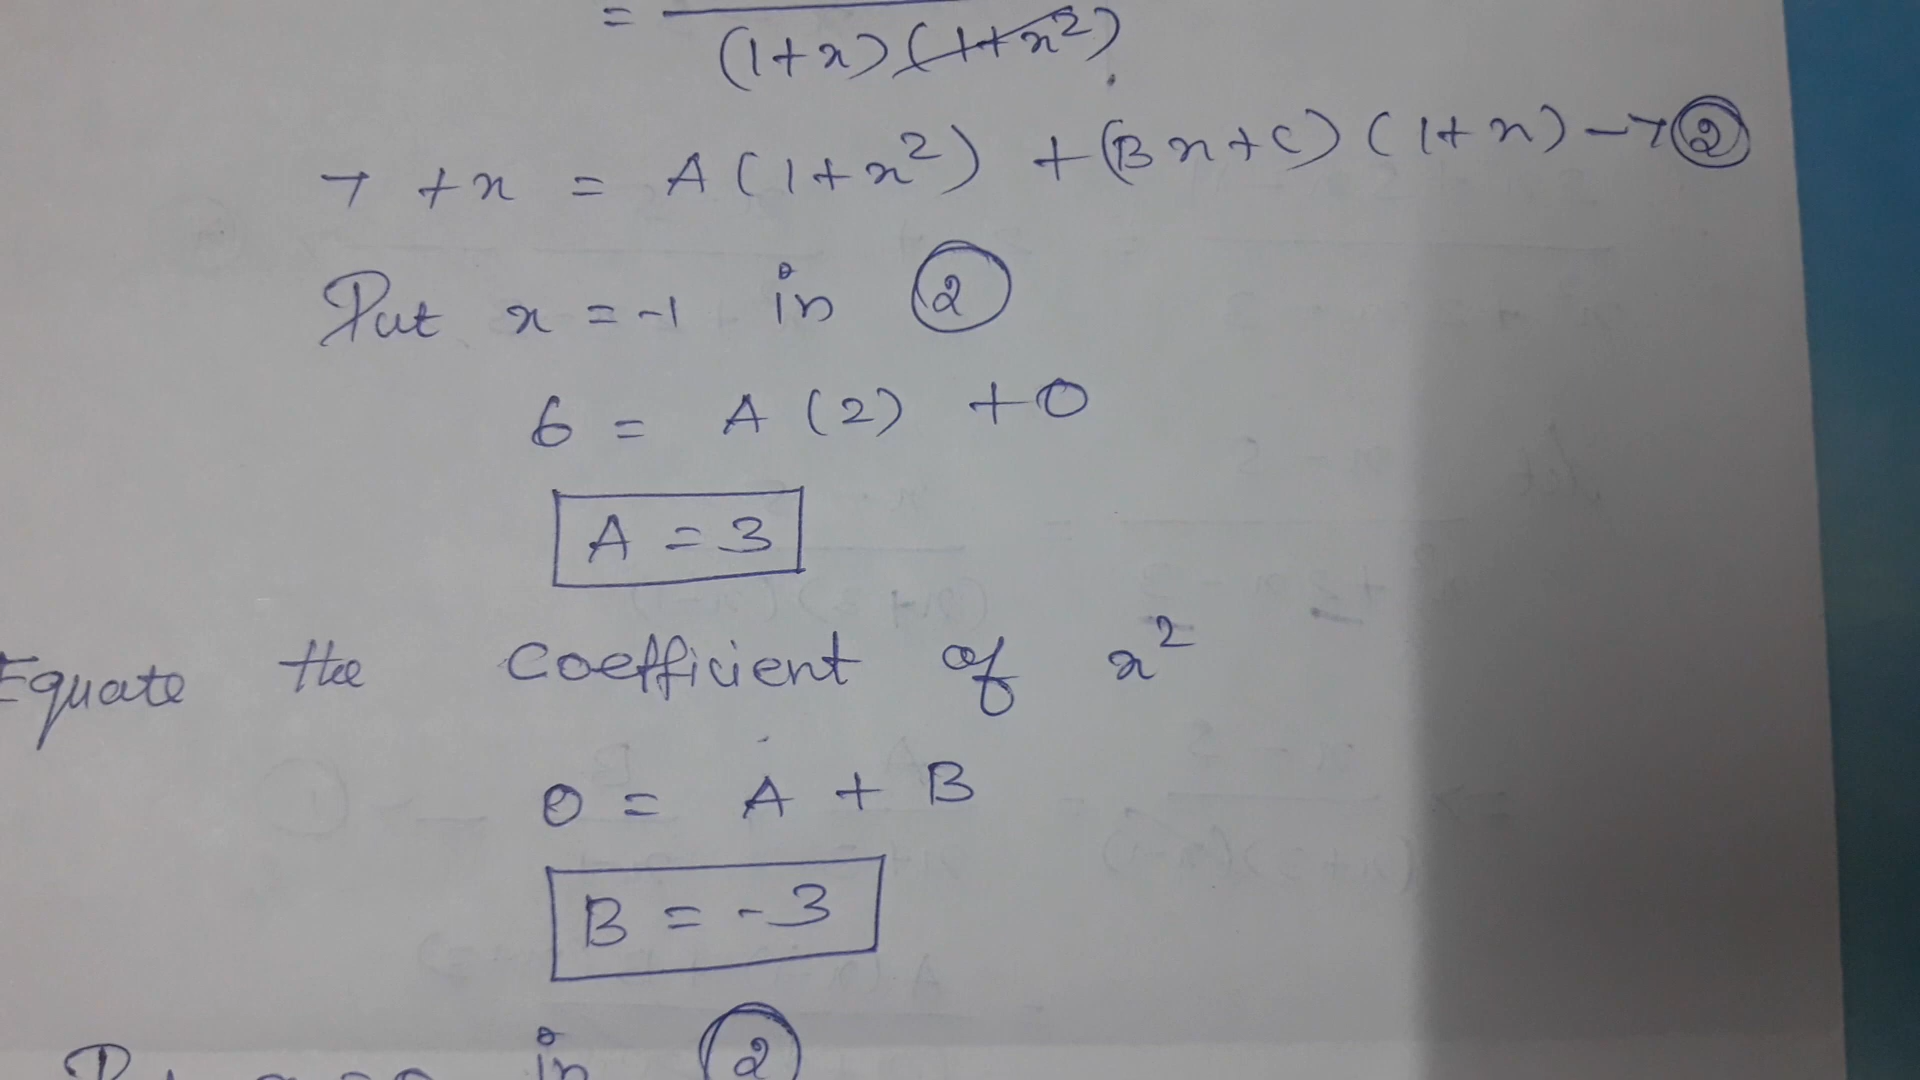 = (1+x)(1+x²)
7 + x = A(1+x²) + (Bx+C)(1+x) → ②
Put x = -1 in ②
6 = A(2) + 0
A = 3
Equate the coefficient of x²
0 = A + B
B = -3
in ②